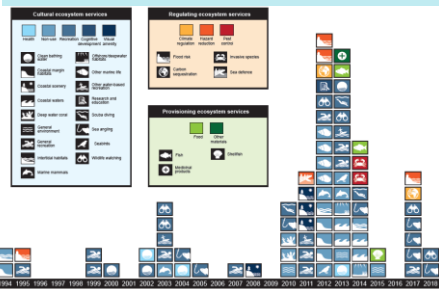 Cultural ecosystem services
Health
Non-use
Recreation
Cognitive development
Visual amenity
Clean bathing water
Coastal margin habitats
Coastal scenery
Coastal waters
Deep water coral
General environment
General recreation
Intertidal habitats
Marine mammals
Offshore/deepwater habitats
Other marine life
Other water-based recreation
Research and education
Scuba diving
Sea angling
Seabirds
Wildlife watching
Regulating ecosystem services
Climate regulation
Hazard reduction
Pest control
Flood risk
Carbon sequestration
Invasive species
Sea defence
Provisioning ecosystem services
Food
Other materials
Fish
Medicinal products
Shellfish
1994 1995 1996 1997 1998 1999 2000 2001 2002 2003 2004 2005 2006 2007 2008 2009 2010 2011 2012 2013 2014 2015 2016 2017 2018